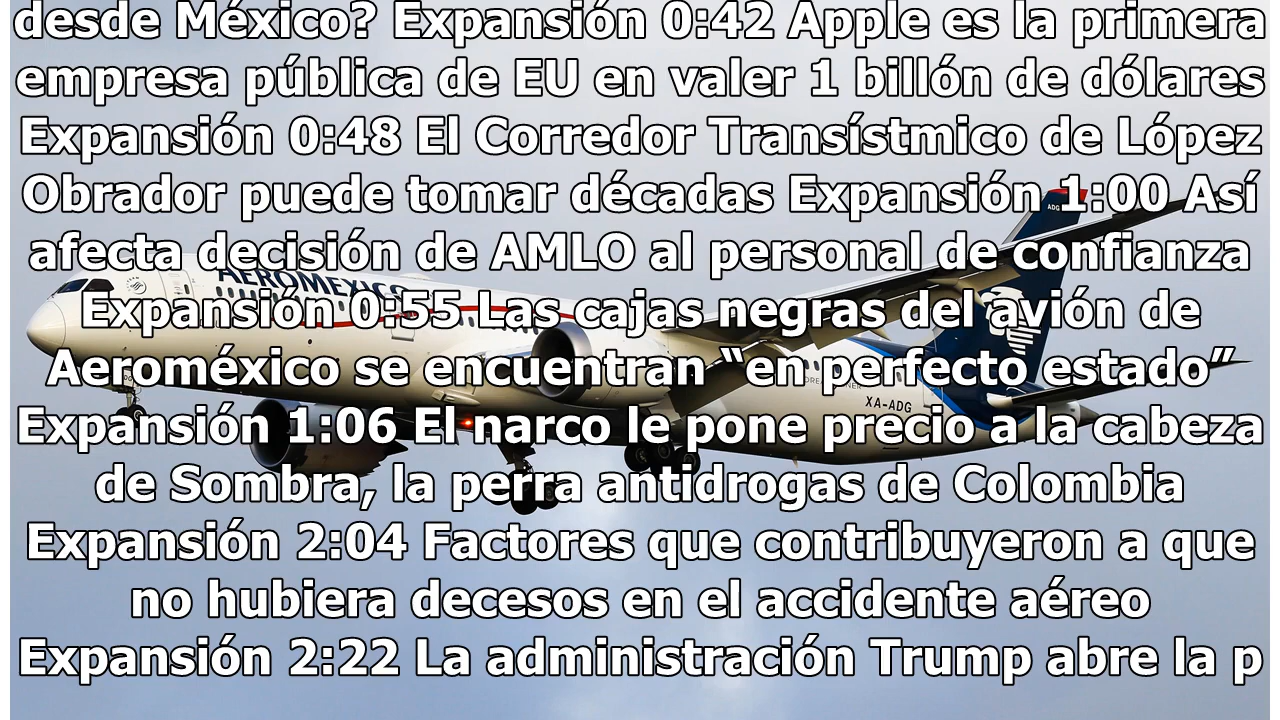 desde México? Expansión 0:42 Apple es la primera
empresa pública de EU en valer 1 billón de dólares
Expansión 0:48 El Corredor Transístmico de López
Obrador puede tomar décadas Expansión 1:00 Así
afecta decisión de AMLO al personal de confianza
Expansión 0:55 Las cajas negras del avión de
Aeroméxico se encuentran “en perfecto estado”
Expansión 1:06 El narco le pone precio a la cabeza
de Sombra, la perra antidrogas de Colombia
Expansión 2:04 Factores que contribuyeron a que
no hubiera decesos en el accidente aéreo
Expansión 2:22 La administración Trump abre la p
AEROMEXICO
ADG
XA-ADG